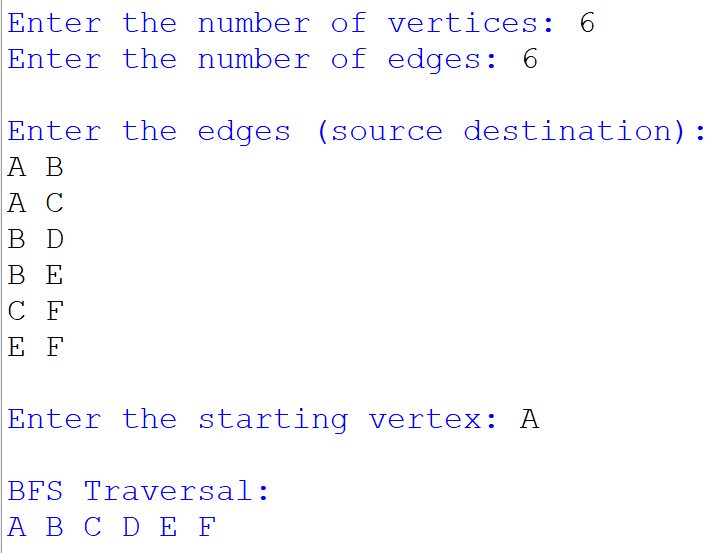 Enter the number of vertices: 6
Enter the number of edges: 6
Enter the edges (source destination):
A B
A C
B D
B E
C F
E F
Enter the starting vertex: A
BFS Traversal:
A B C D E F